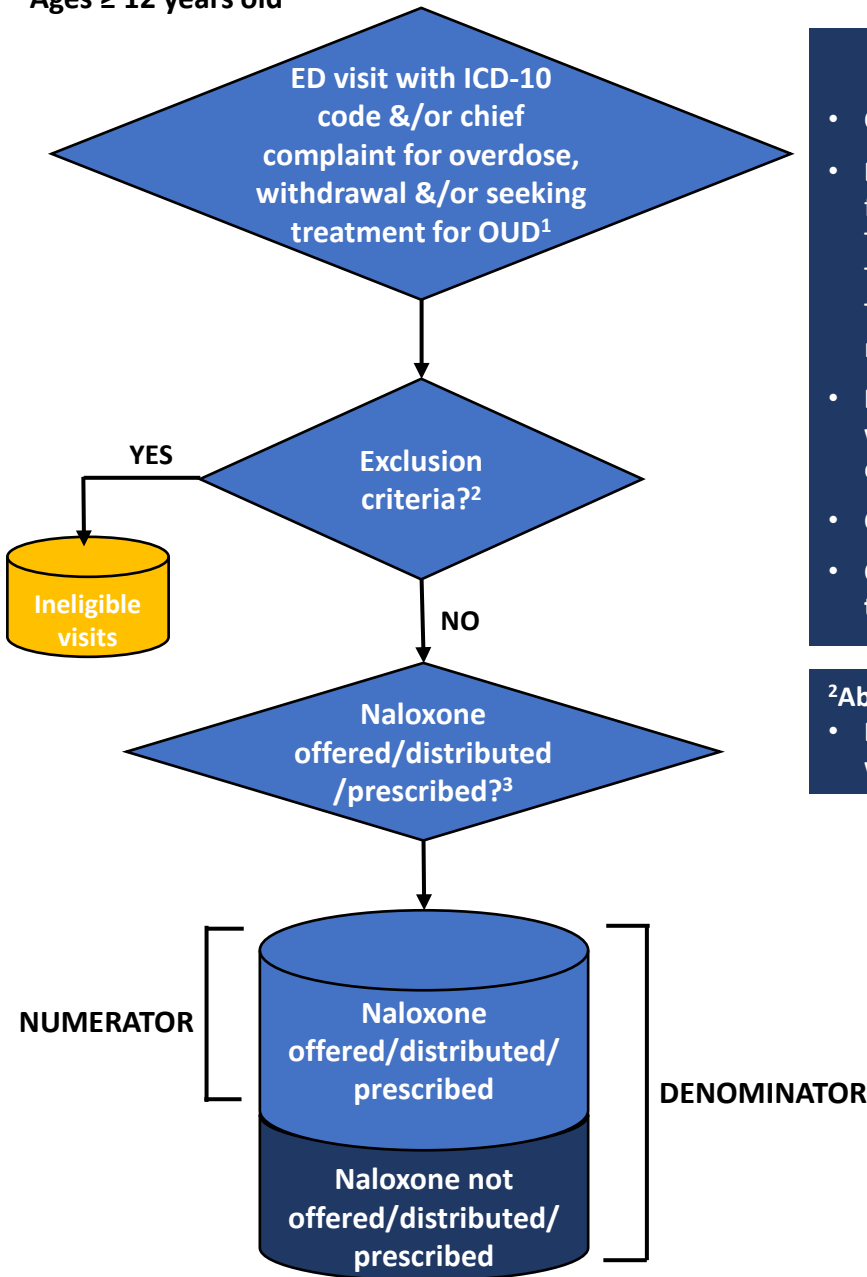 Ages ≥ 12 years old
ED visit with ICD-10
code &/or chief
complaint for overdose,
withdrawal &/or seeking
treatment for OUD¹
Exclusion
criteria?²
YES
Ineligible
visits
NO
Naloxone
offered/distributed
/prescribed?³
NUMERATOR
Naloxone
offered/distributed/
prescribed
DENOMINATOR
Naloxone not
offered/distributed/
prescribed
²Ab